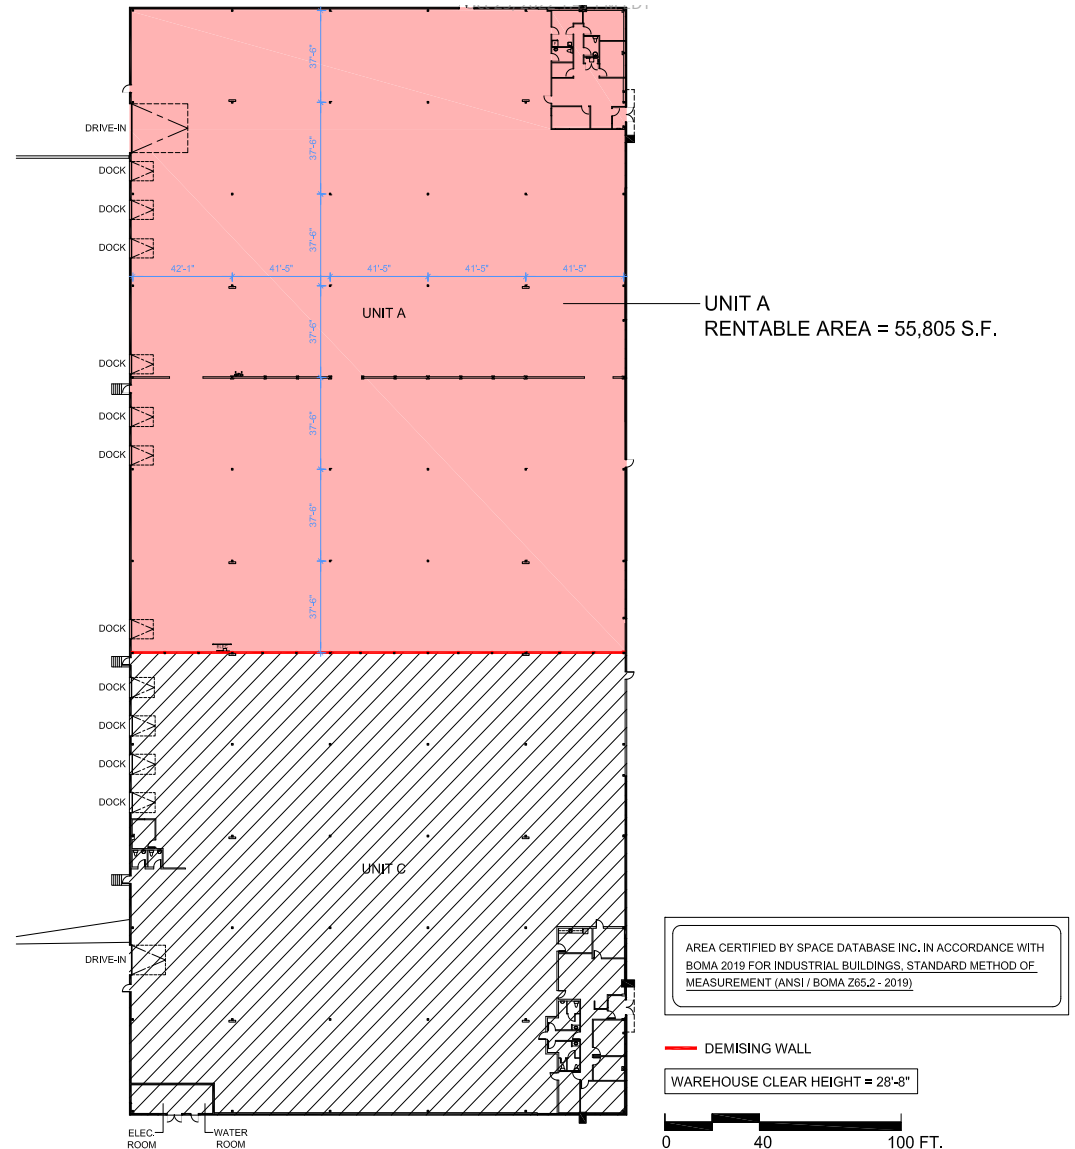 37'-6"
DRIVE-IN
37'-6"
DOCK
DOCK
37'-6"
DOCK
42'-1" 41'-5" 41'-5" 41'-5" 41'-5"
UNIT A
RENTABLE AREA = 55,805 S.F.
UNIT A
37'-6"
DOCK
DOCK
37'-6"
DOCK
37'-6"
37'-6"
DOCK
DOCK
DOCK
DOCK
DOCK
UNIT C
DRIVE-IN
AREA CERTIFIED BY SPACE DATABASE INC. IN ACCORDANCE WITH
BOMA 2019 FOR INDUSTRIAL BUILDINGS, STANDARD METHOD OF
MEASUREMENT (ANSI / BOMA Z65.2 - 2019)
DEMISING WALL
WAREHOUSE CLEAR HEIGHT = 28'-8"
ELEC.
ROOM
WATER
ROOM
0 40 100 FT.